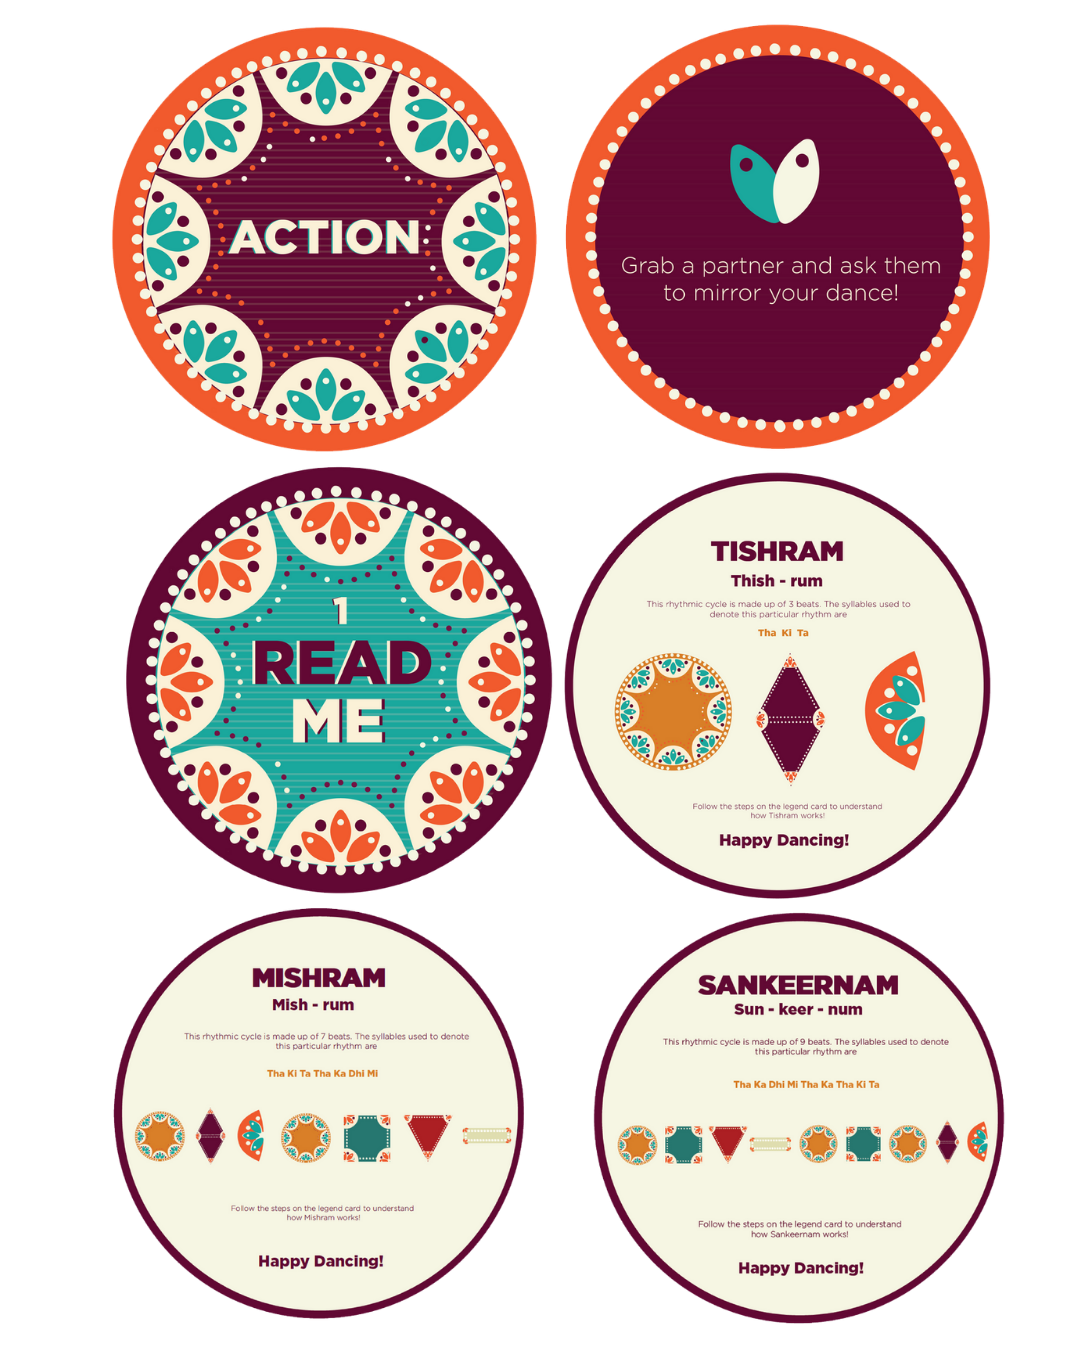 ACTION
Grab a partner and ask them
to mirror your dance!
1
READ
ME
TISHRAM
Thish - rum
This rhythmic cycle is made up of 3 beats. The syllables used to
denote this particular rhythm are
Tha Ki Ta
Follow the steps on the legend card to understand
how Tishram works!
Happy Dancing!
MISHRAM
Mish - rum
This rhythmic cycle is made up of 7 beats. The syllables used to denote
this particular rhythm are
Tha Ki Ta Tha Ka Dhi Mi
Follow the steps on the legend card to understand
how Mishram works!
Happy Dancing!
SANKEERNAM
Sun - keer - num
This rhythmic cycle is made up of 9 beats. The syllables used to denote
this particular rhythm are
Tha Ka Dhi Mi Tha Ka Tha Ki Ta
Follow the steps on the legend card to understand
how Sankeernam works!
Happy Dancing!